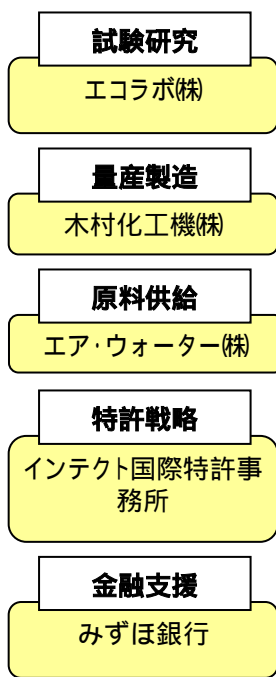 試験研究
エコラボ㈱
量産製造
木村化工機㈱
原料供給
エア・ウォーター㈱
特許戦略
インテクト国際特許事
務所
金融支援
みずほ銀行